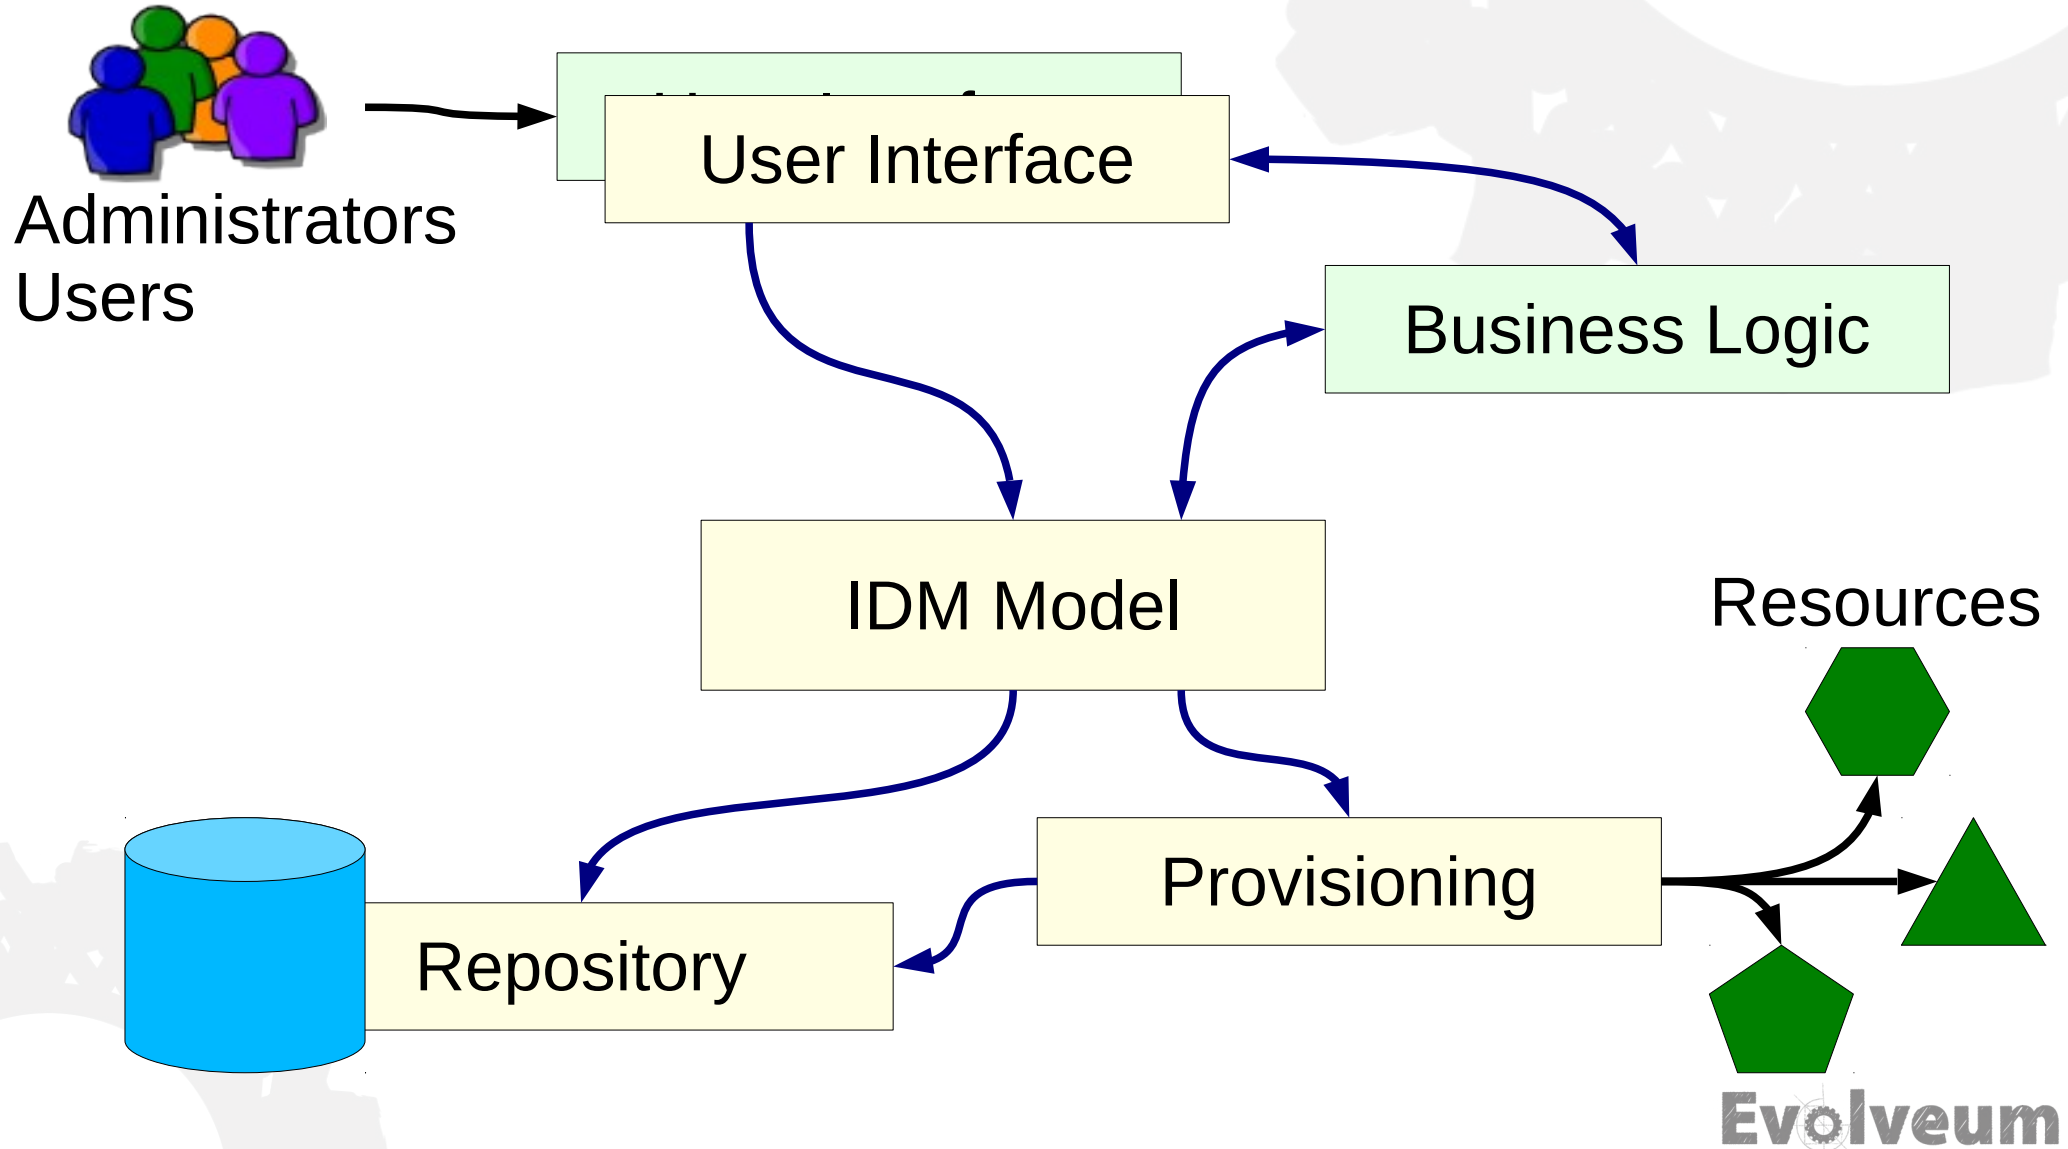 User Interface
Administrators
Users
Business Logic
IDM Model
Resources
Provisioning
Repository
Evolveum